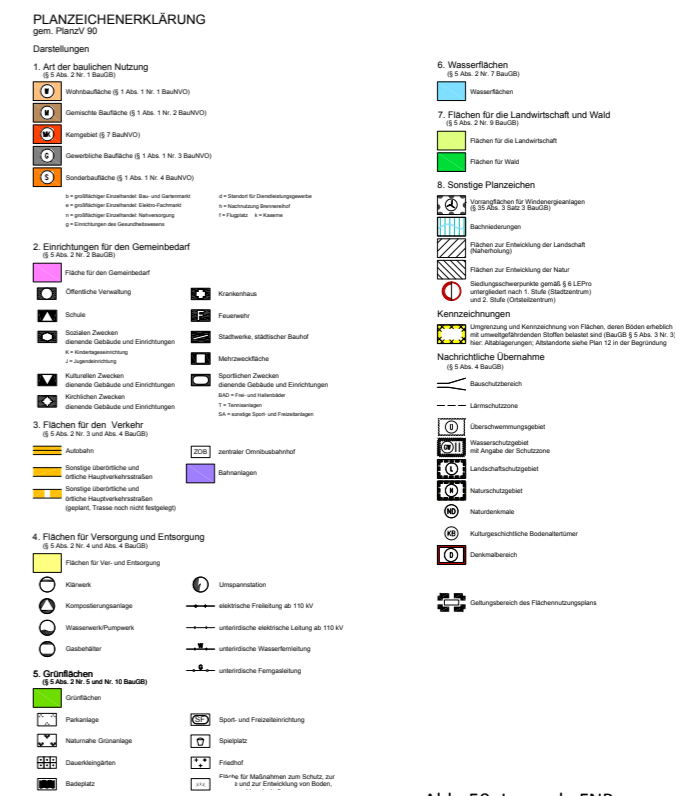 PLANZEICHENERKLÄRUNG
gem. PlanzV 90
Darstellungen
1. Art der baulichen Nutzung
(§ 5 Abs. 2 Nr. 1 BauGB)
W Wohnbaufläche (§ 1 Abs. 1 Nr. 1 BauNVO)
M Gemischte Baufläche (§ 1 Abs. 1 Nr. 2 BauNVO)
MK Kerngebiet (§ 7 BauNVO)
G Gewerbliche Baufläche (§ 1 Abs. 1 Nr. 3 BauNVO)
S Sonderbaufläche (§ 1 Abs. 1 Nr. 4 BauNVO)
b = großflächiger Einzelhandel: Bau- und Gartenmarkt d = Standort für Dienstleistungsgewerbe
e = großflächiger Einzelhandel: Elektro-Fachmarkt h = Nachnutzung Brennereihof
n = großflächiger Einzelhandel: Nahversorgung f = Flugplatz k = Kaserne
g = Einrichtungen des Gesundheitswesens
2. Einrichtungen für den Gemeinbedarf
(§ 5 Abs. 2 Nr. 2 BauGB)
Fläche für den Gemeinbedarf
Öffentliche Verwaltung
Krankenhaus
Schule
F Feuerwehr
Sozialen Zwecken
dienende Gebäude und Einrichtungen
K = Kindertageseinrichtung
J = Jugendeinrichtung
Stadtwerke, städtischer Bauhof
Mehrzweckfläche
Kulturellen Zwecken
dienende Gebäude und Einrichtungen
Sportlichen Zwecken
dienende Gebäude und Einrichtungen
BAD = Frei- und Hallenbäder
T = Tennisanlagen
SA = sonstige Sport- und Freizeitanlagen
Kirchlichen Zwecken
dienende Gebäude und Einrichtungen
3. Flächen für den Verkehr
(§ 5 Abs. 2 Nr. 3 und Abs. 4 BauGB)
Autobahn
ZOB zentraler Omnibusbahnhof
Sonstige überörtliche und
örtliche Hauptverkehrsstraßen
Bahnanlagen
Sonstige überörtliche und
örtliche Hauptverkehrsstraßen
(geplant, Trasse noch nicht festgelegt)
4. Flächen für Versorgung und Entsorgung
(§ 5 Abs. 2 Nr. 4 und Abs. 4 BauGB)
Flächen für Ver- und Entsorgung
Klärwerk
Umspannstation
Kompostierungsanlage
elektrische Freileitung ab 110 kV
Wasserwerk/Pumpwerk
unterirdische elektrische Leitung ab 110 kV
Gasbehälter
W unterirdische Wasserfernleitung
G unterirdische Ferngasleitung
5. Grünflächen
(§ 5 Abs. 2 Nr. 5 und Nr. 10 BauGB)
Grünflächen
Parkanlage
SF Sport- und Freizeiteinrichtung
Naturnahe Grünanlage
Spielplatz
Dauerkleingärten
Friedhof
Badeplatz
Fläche für Maßnahmen zum Schutz, zur
e und zur Entwicklung von Boden,
6. Wasserflächen
(§ 5 Abs. 2 Nr. 7 BauGB)
Wasserflächen
7. Flächen für die Landwirtschaft und Wald
(§ 5 Abs. 2 Nr. 9 BauGB)
Flächen für die Landwirtschaft
Flächen für Wald
8. Sonstige Planzeichen
Vorrangflächen für Windenergieanlagen
(§ 35 Abs. 3 Satz 3 BauGB)
Bachniederungen
Flächen zur Entwicklung der Landschaft
(Naherholung)
Flächen zur Entwicklung der Natur
Siedlungsschwerpunkte gemäß § 6 LEPro
untergliedert nach 1. Stufe (Stadtzentrum)
und 2. Stufe (Ortsteilzentrum)
Kennzeichnungen
Umgrenzung und Kennzeichnung von Flächen, deren Böden erheblich
mit umweltgefährdenden Stoffen belastet sind (BauGB § 5 Abs. 3 Nr. 3)
hier: Altablagerungen; Altstandorte siehe Plan 12 in der Begründung
Nachrichtliche Übernahme
(§ 5 Abs. 4 BauGB)
Bauschutzbereich
Lärmschutzzone
Ü Überschwemmungsgebiet
GW II Wasserschutzgebiet
mit Angabe der Schutzzone
L Landschaftschutzgebiet
N Naturschutzgebiet
ND Naturdenkmale
KB Kulturgeschichtliche Bodenaltertümer
D Denkmalbereich
Geltungsbereich des Flächennutzungsplans